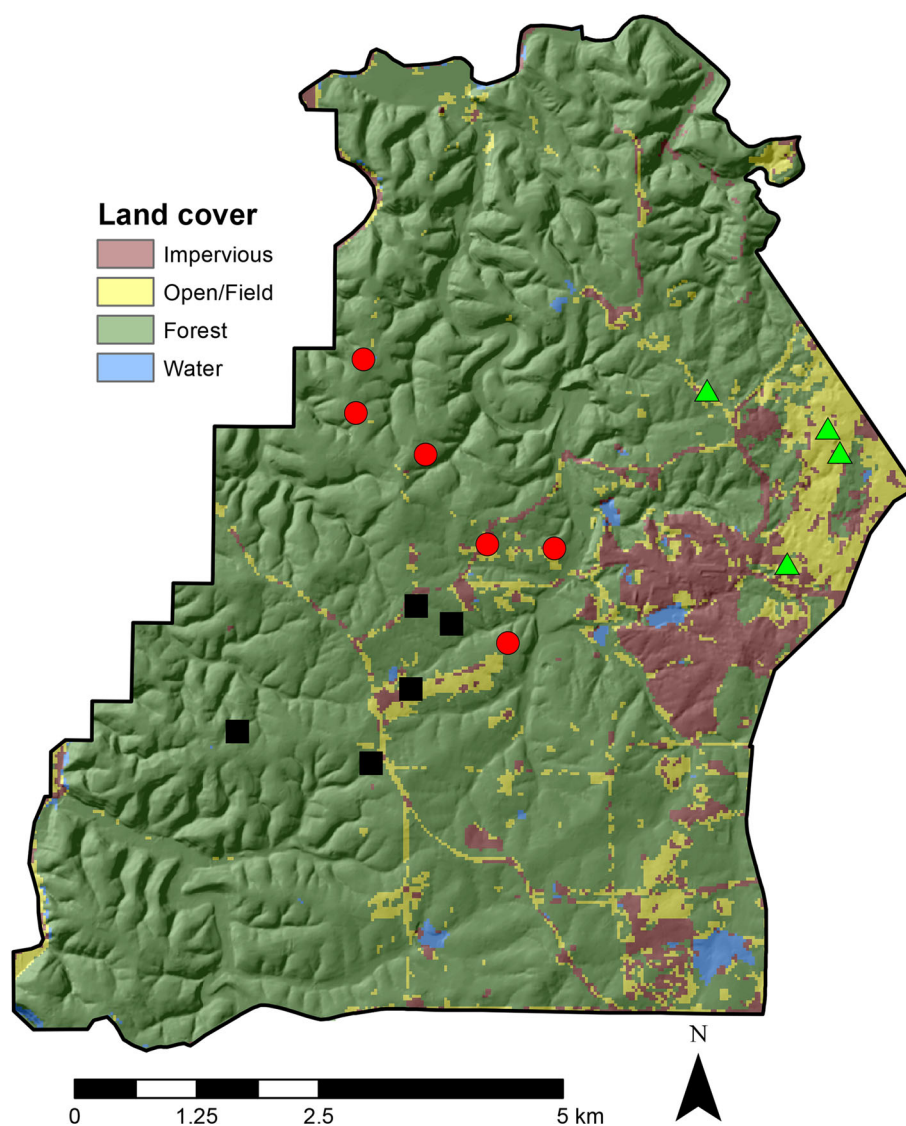 Land cover
Impervious
Open/Field
Forest
Water
N
0 1.25 2.5 5 km